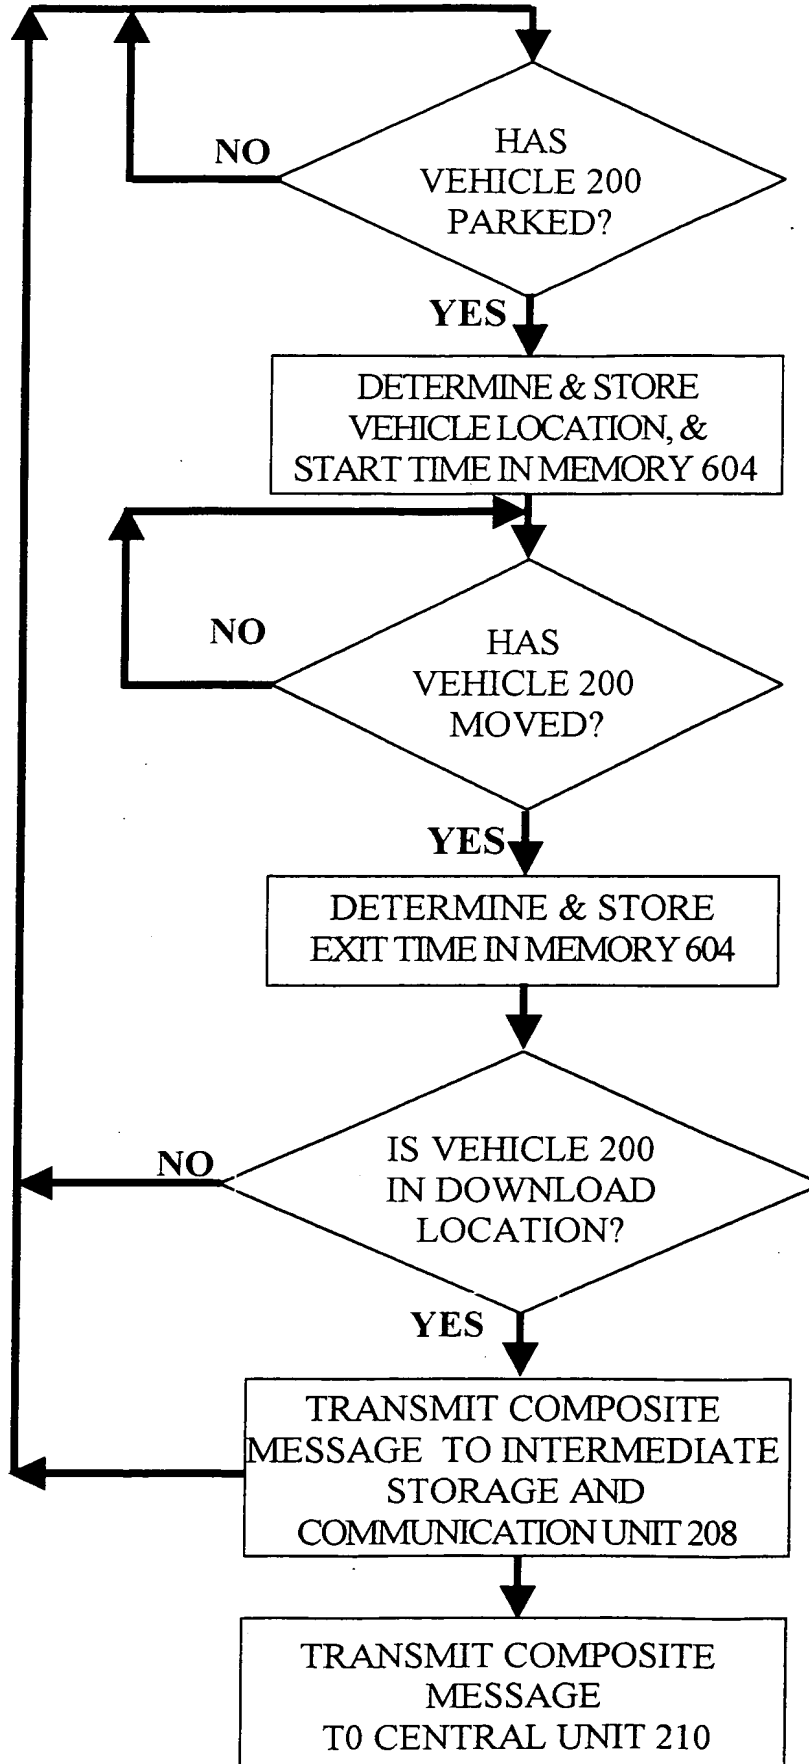 HAS
VEHICLE 200
PARKED?
NO
YES
DETERMINE & STORE
VEHICLE LOCATION, &
START TIME IN MEMORY 604
NO
HAS
VEHICLE 200
MOVED?
YES
DETERMINE & STORE
EXIT TIME IN MEMORY 604
NO
IS VEHICLE 200
IN DOWNLOAD
LOCATION?
YES
TRANSMIT COMPOSITE
MESSAGE TO INTERMEDIATE
STORAGE AND
COMMUNICATION UNIT 208
TRANSMIT COMPOSITE
MESSAGE
T0 CENTRAL UNIT 210